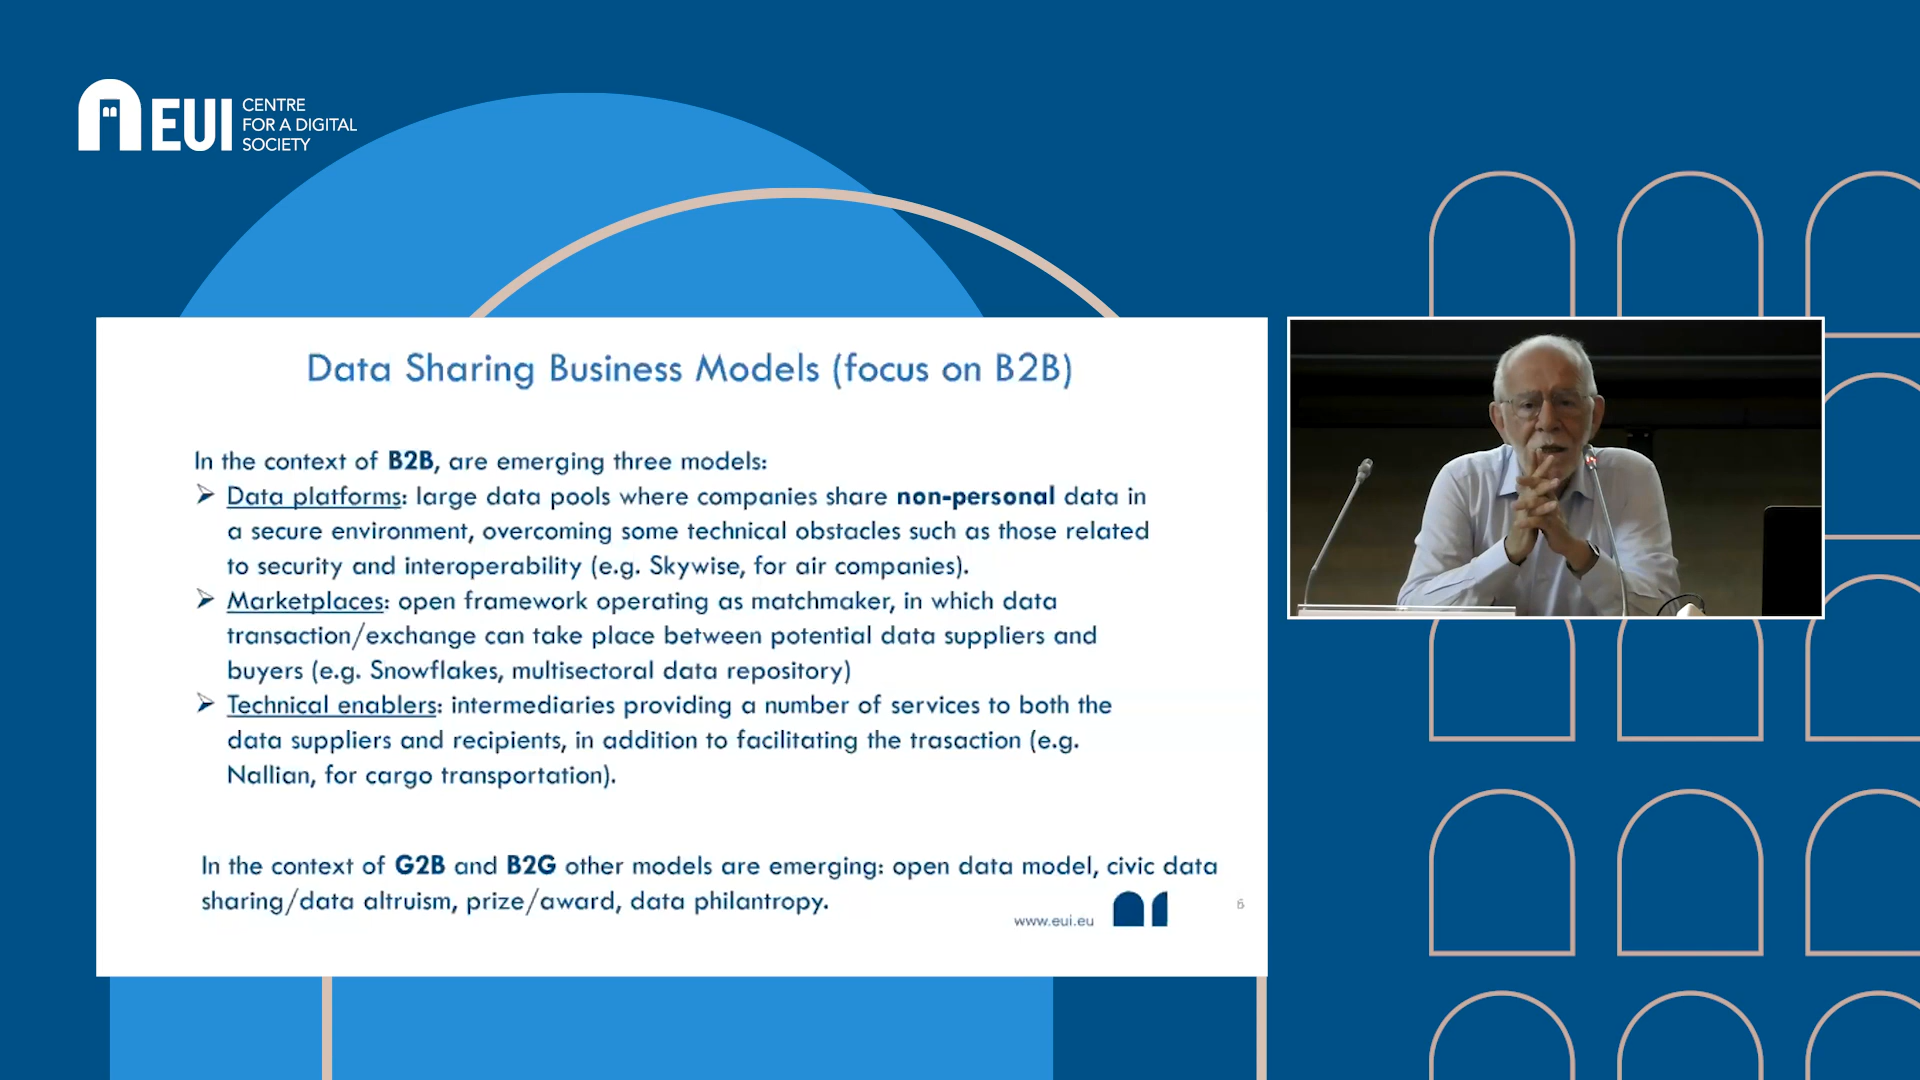 EUI
CENTRE
FOR A DIGITAL
SOCIETY
Data Sharing Business Models (focus on B2B)
In the context of B2B, are emerging three models:
➢ Data platforms: large data pools where companies share non-personal data in
a secure environment, overcoming some technical obstacles such as those related
to security and interoperability (e.g. Skywise, for air companies).
➢ Marketplaces: open framework operating as matchmaker, in which data
transaction/exchange can take place between potential data suppliers and
buyers (e.g. Snowflakes, multisectoral data repository)
➢ Technical enablers: intermediaries providing a number of services to both the
data suppliers and recipients, in addition to facilitating the trasaction (e.g.
Nallian, for cargo transportation).
In the context of G2B and B2G other models are emerging: open data model, civic data
sharing/data altruism, prize/award, data philantropy.
www.eui.eu
6